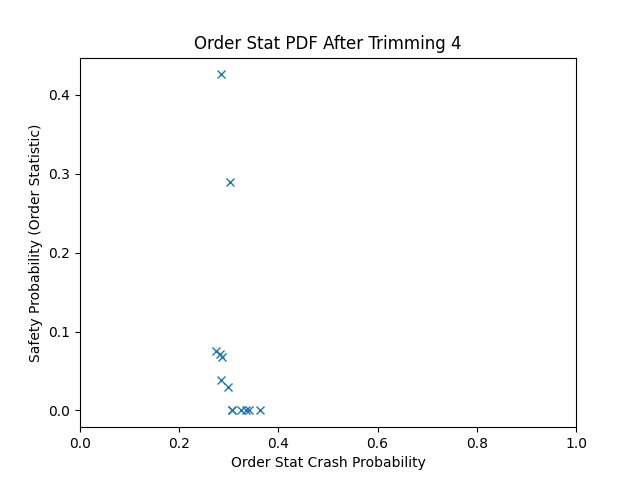 Order Stat PDF After Trimming 4
Safety Probability (Order Statistic)
0.4
0.3
0.2
0.1
0.0
0.0 0.2 0.4 0.6 0.8 1.0
Order Stat Crash Probability